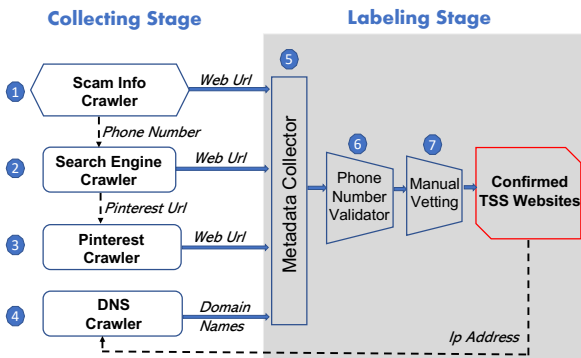 Collecting Stage
Labeling Stage
1
Scam Info
Crawler
Web Url
Phone Number
2
Search Engine
Crawler
Web Url
Pinterest Url
3
Pinterest
Crawler
Web Url
4
DNS
Crawler
Domain
Names
5
Metadata Collector
6
Phone
Number
Validator
7
Manual
Vetting
Confirmed
TSS Websites
Ip Address